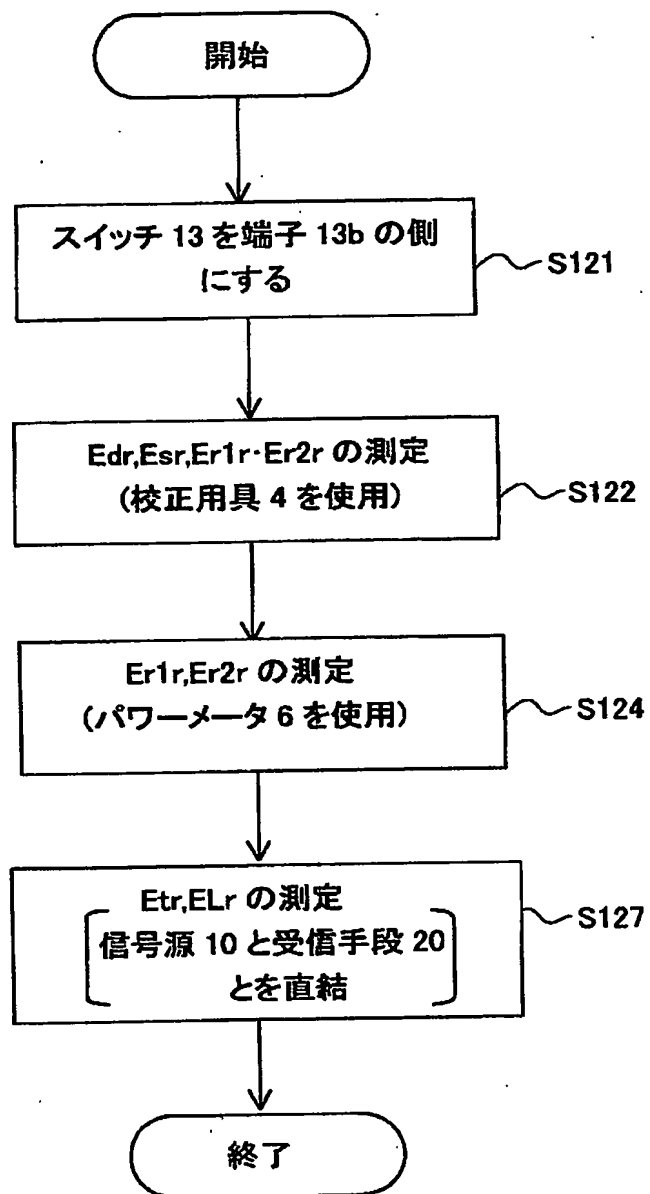 開始
スイッチ 13 を端子 13b の側
にする
S121
Edr,Esr,Er1r·Er2r の測定
(校正用具 4 を使用)
S122
Er1r,Er2r の測定
(パワーメータ 6 を使用)
S124
Etr,ELr の測定
信号源 10 と受信手段 20
とを直結
S127
終了